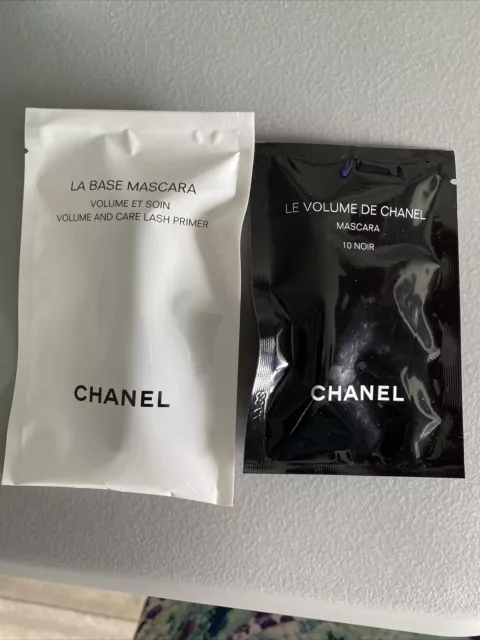 LA BASE MASCARA
VOLUME ET SOIN
VOLUME AND CARE LASH PRIMER
CHANEL
LE VOLUME DE CHANEL
MASCARA
10 NOIR
CHANEL